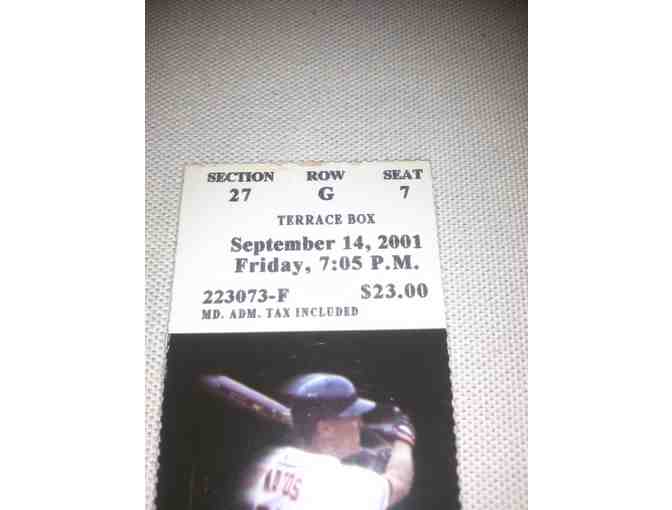 SECTION ROW SEAT
27 G 7
TERRACE BOX
September 14, 2001
Friday, 7:05 P.M.
223073-F $23.00
MD. ADM. TAX INCLUDED